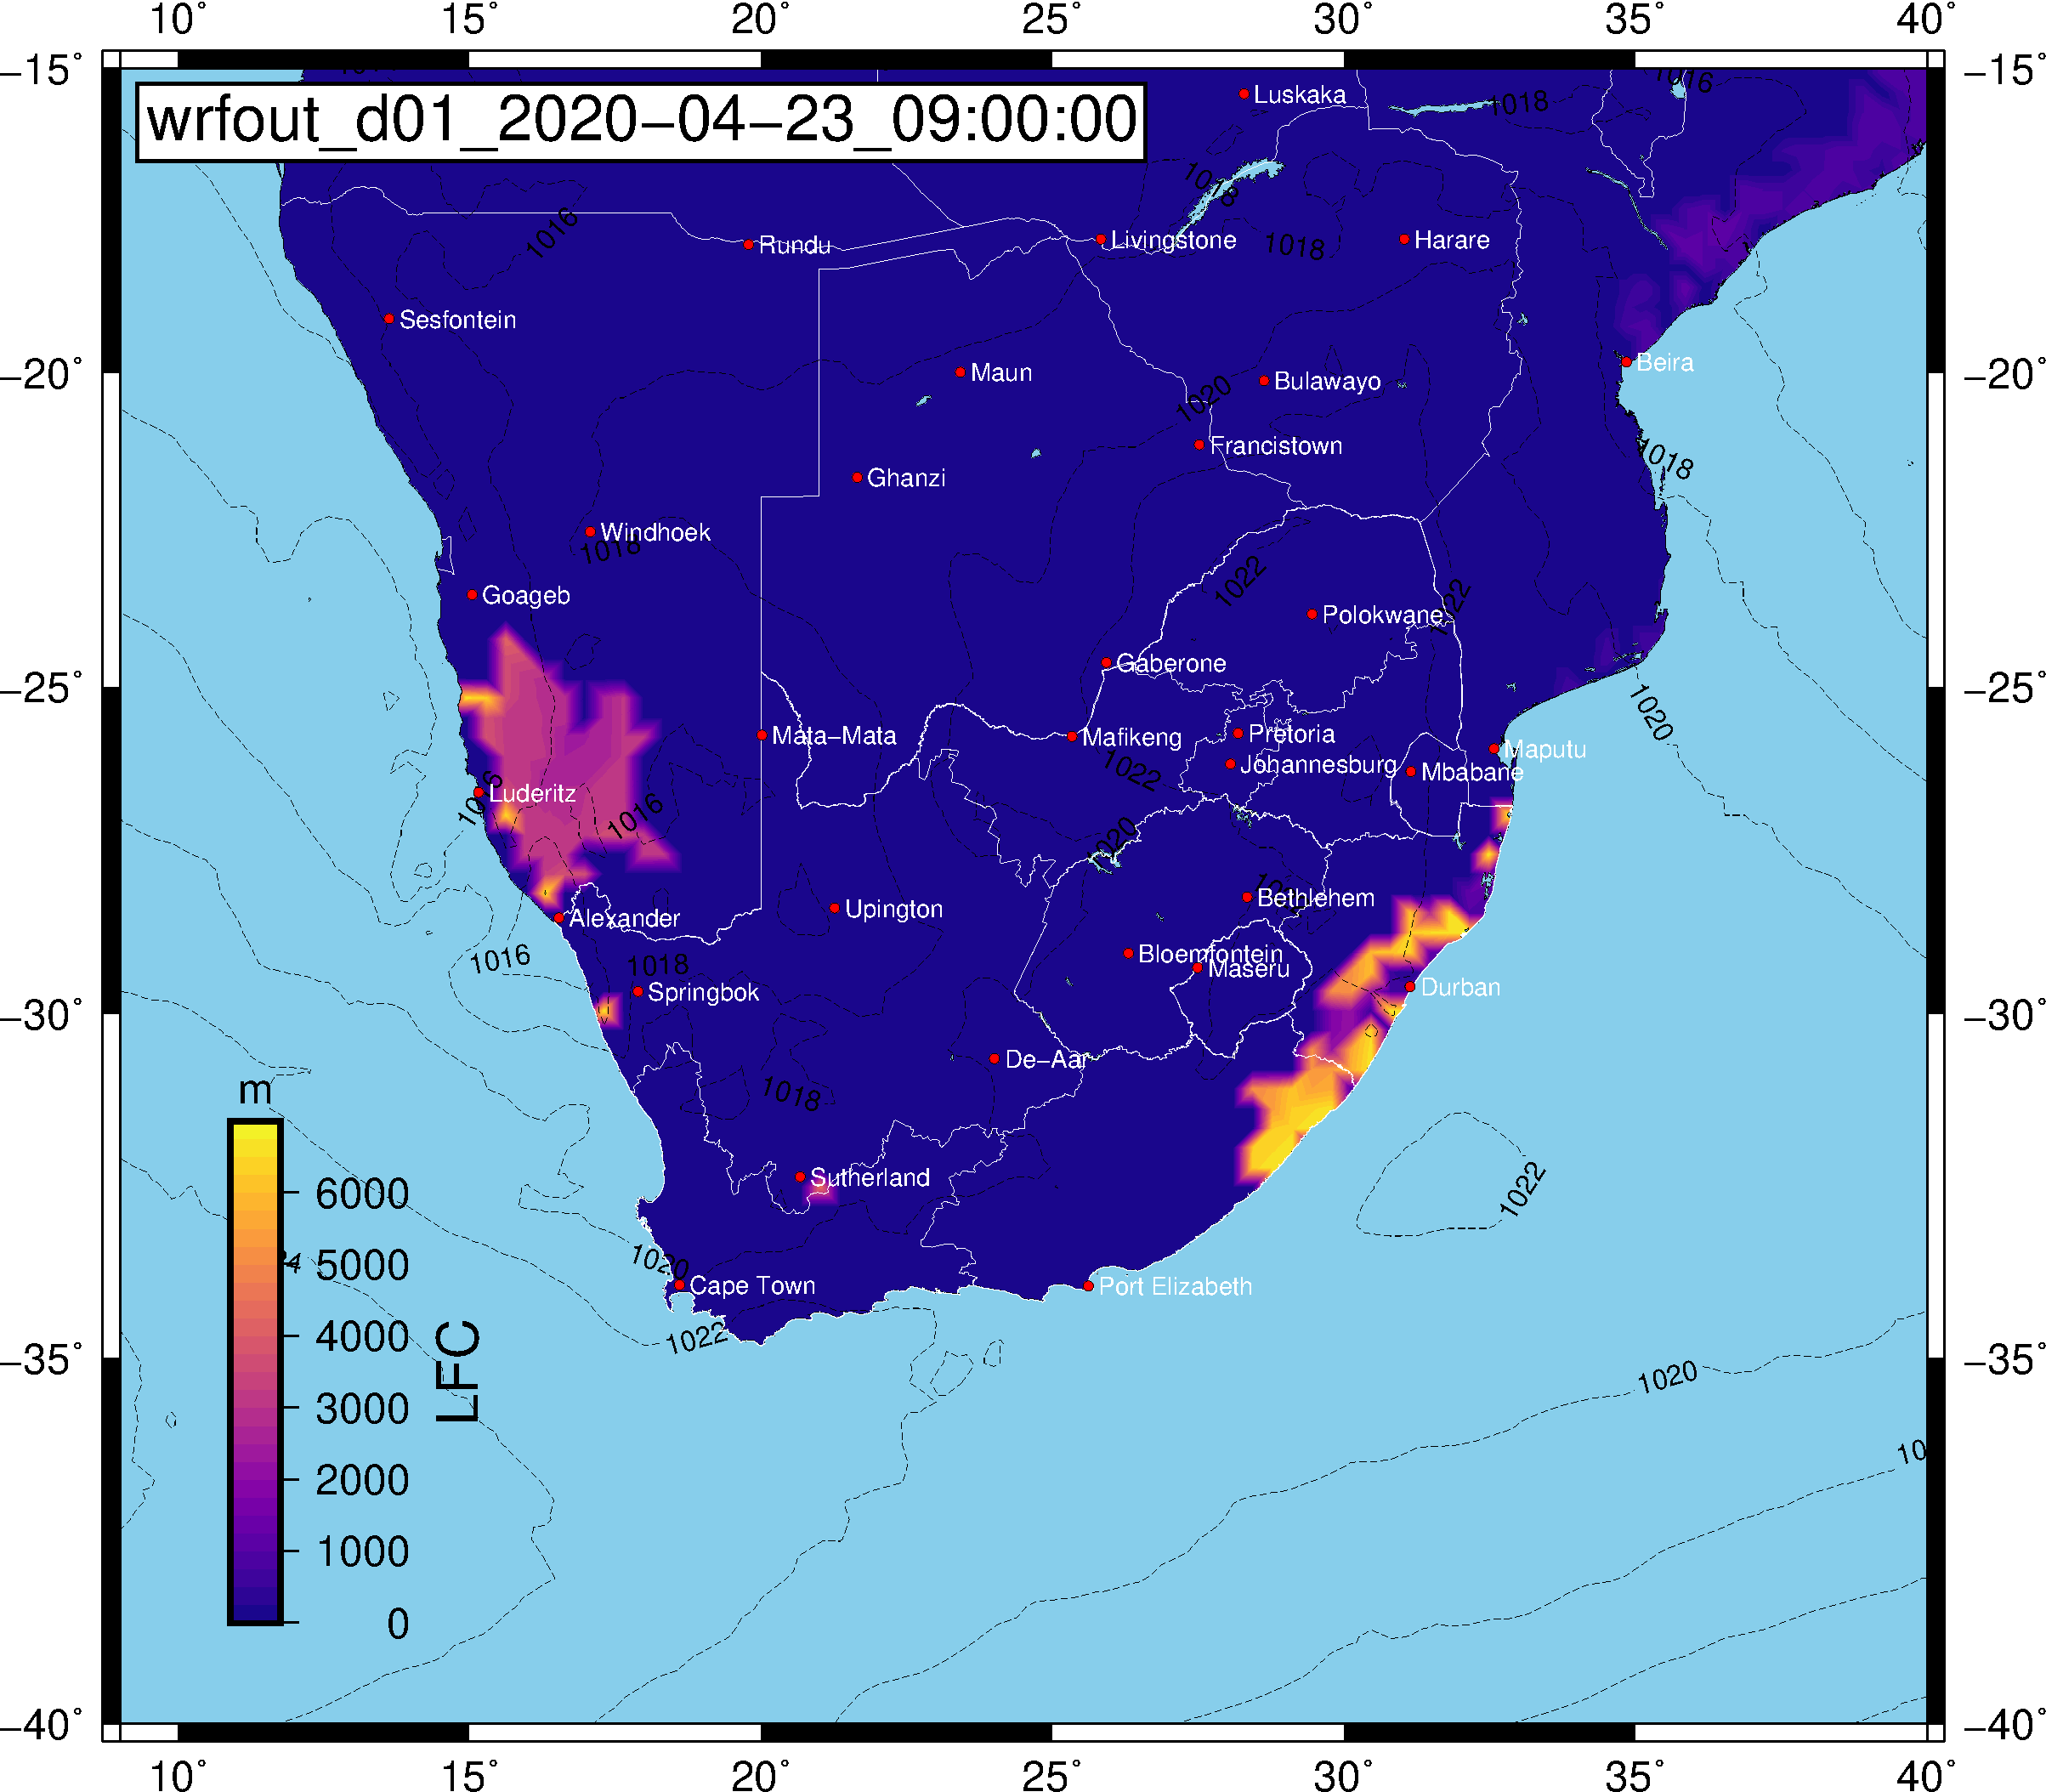 10° 15° 20° 25° 30° 35° 40°
−15° −15°
wrfout_d01_2020−04−23_09:00:00
1016
Luskaka
1018
1018
1016
Rundu
Livingstone
1018
Harare
Sesfontein
Beira
−20° −20°
Maun
Bulawayo
1020
Francistown
1018
Ghanzi
Windhoek
1018
1022
1022
Goageb
Polokwane
Gaberone
−25° −25°
1020
Mata−Mata
Mafikeng
Pretoria
Maputu
Johannesburg
Mbabane
1022
Luderitz
1016
1016
1020
Bethlehem
Upington
Alexander
Bloemfontein
1016
1018
Maseru
Springbok
Durban
−30° −30°
De−Aar
1018
m
Sutherland
1022
6000
5000
4000
3000
2000
1000
0
LFC
1020
Cape Town
Port Elizabeth
1022
−35° −35°
1020
10
−40° −40°
10° 15° 20° 25° 30° 35° 40°